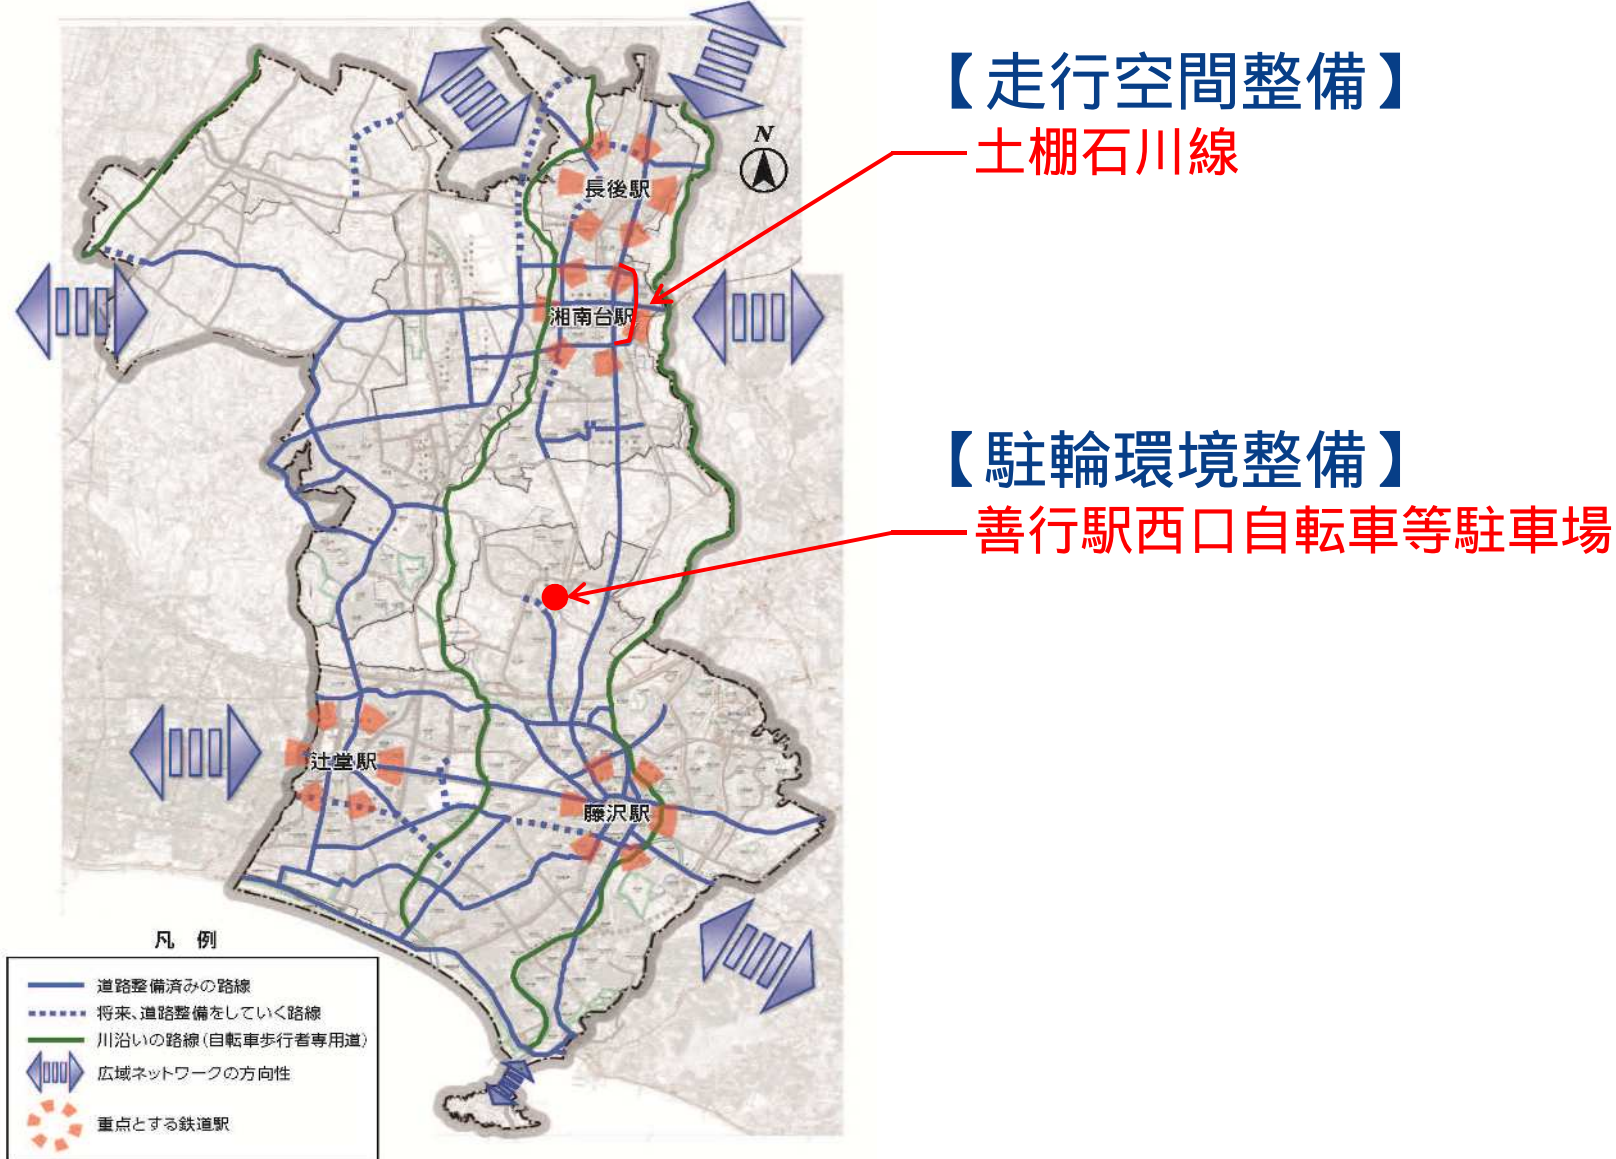 【走行空間整備】
土棚石川線
N
長後駅
湘南台駅
【駐輪環境整備】
善行駅西口自転車等駐車場
辻堂駅
藤沢駅
凡 例
道路整備済みの路線
将来、道路整備をしていく路線
川沿いの路線(自転車歩行者専用道)
広域ネットワークの方向性
重点とする鉄道駅